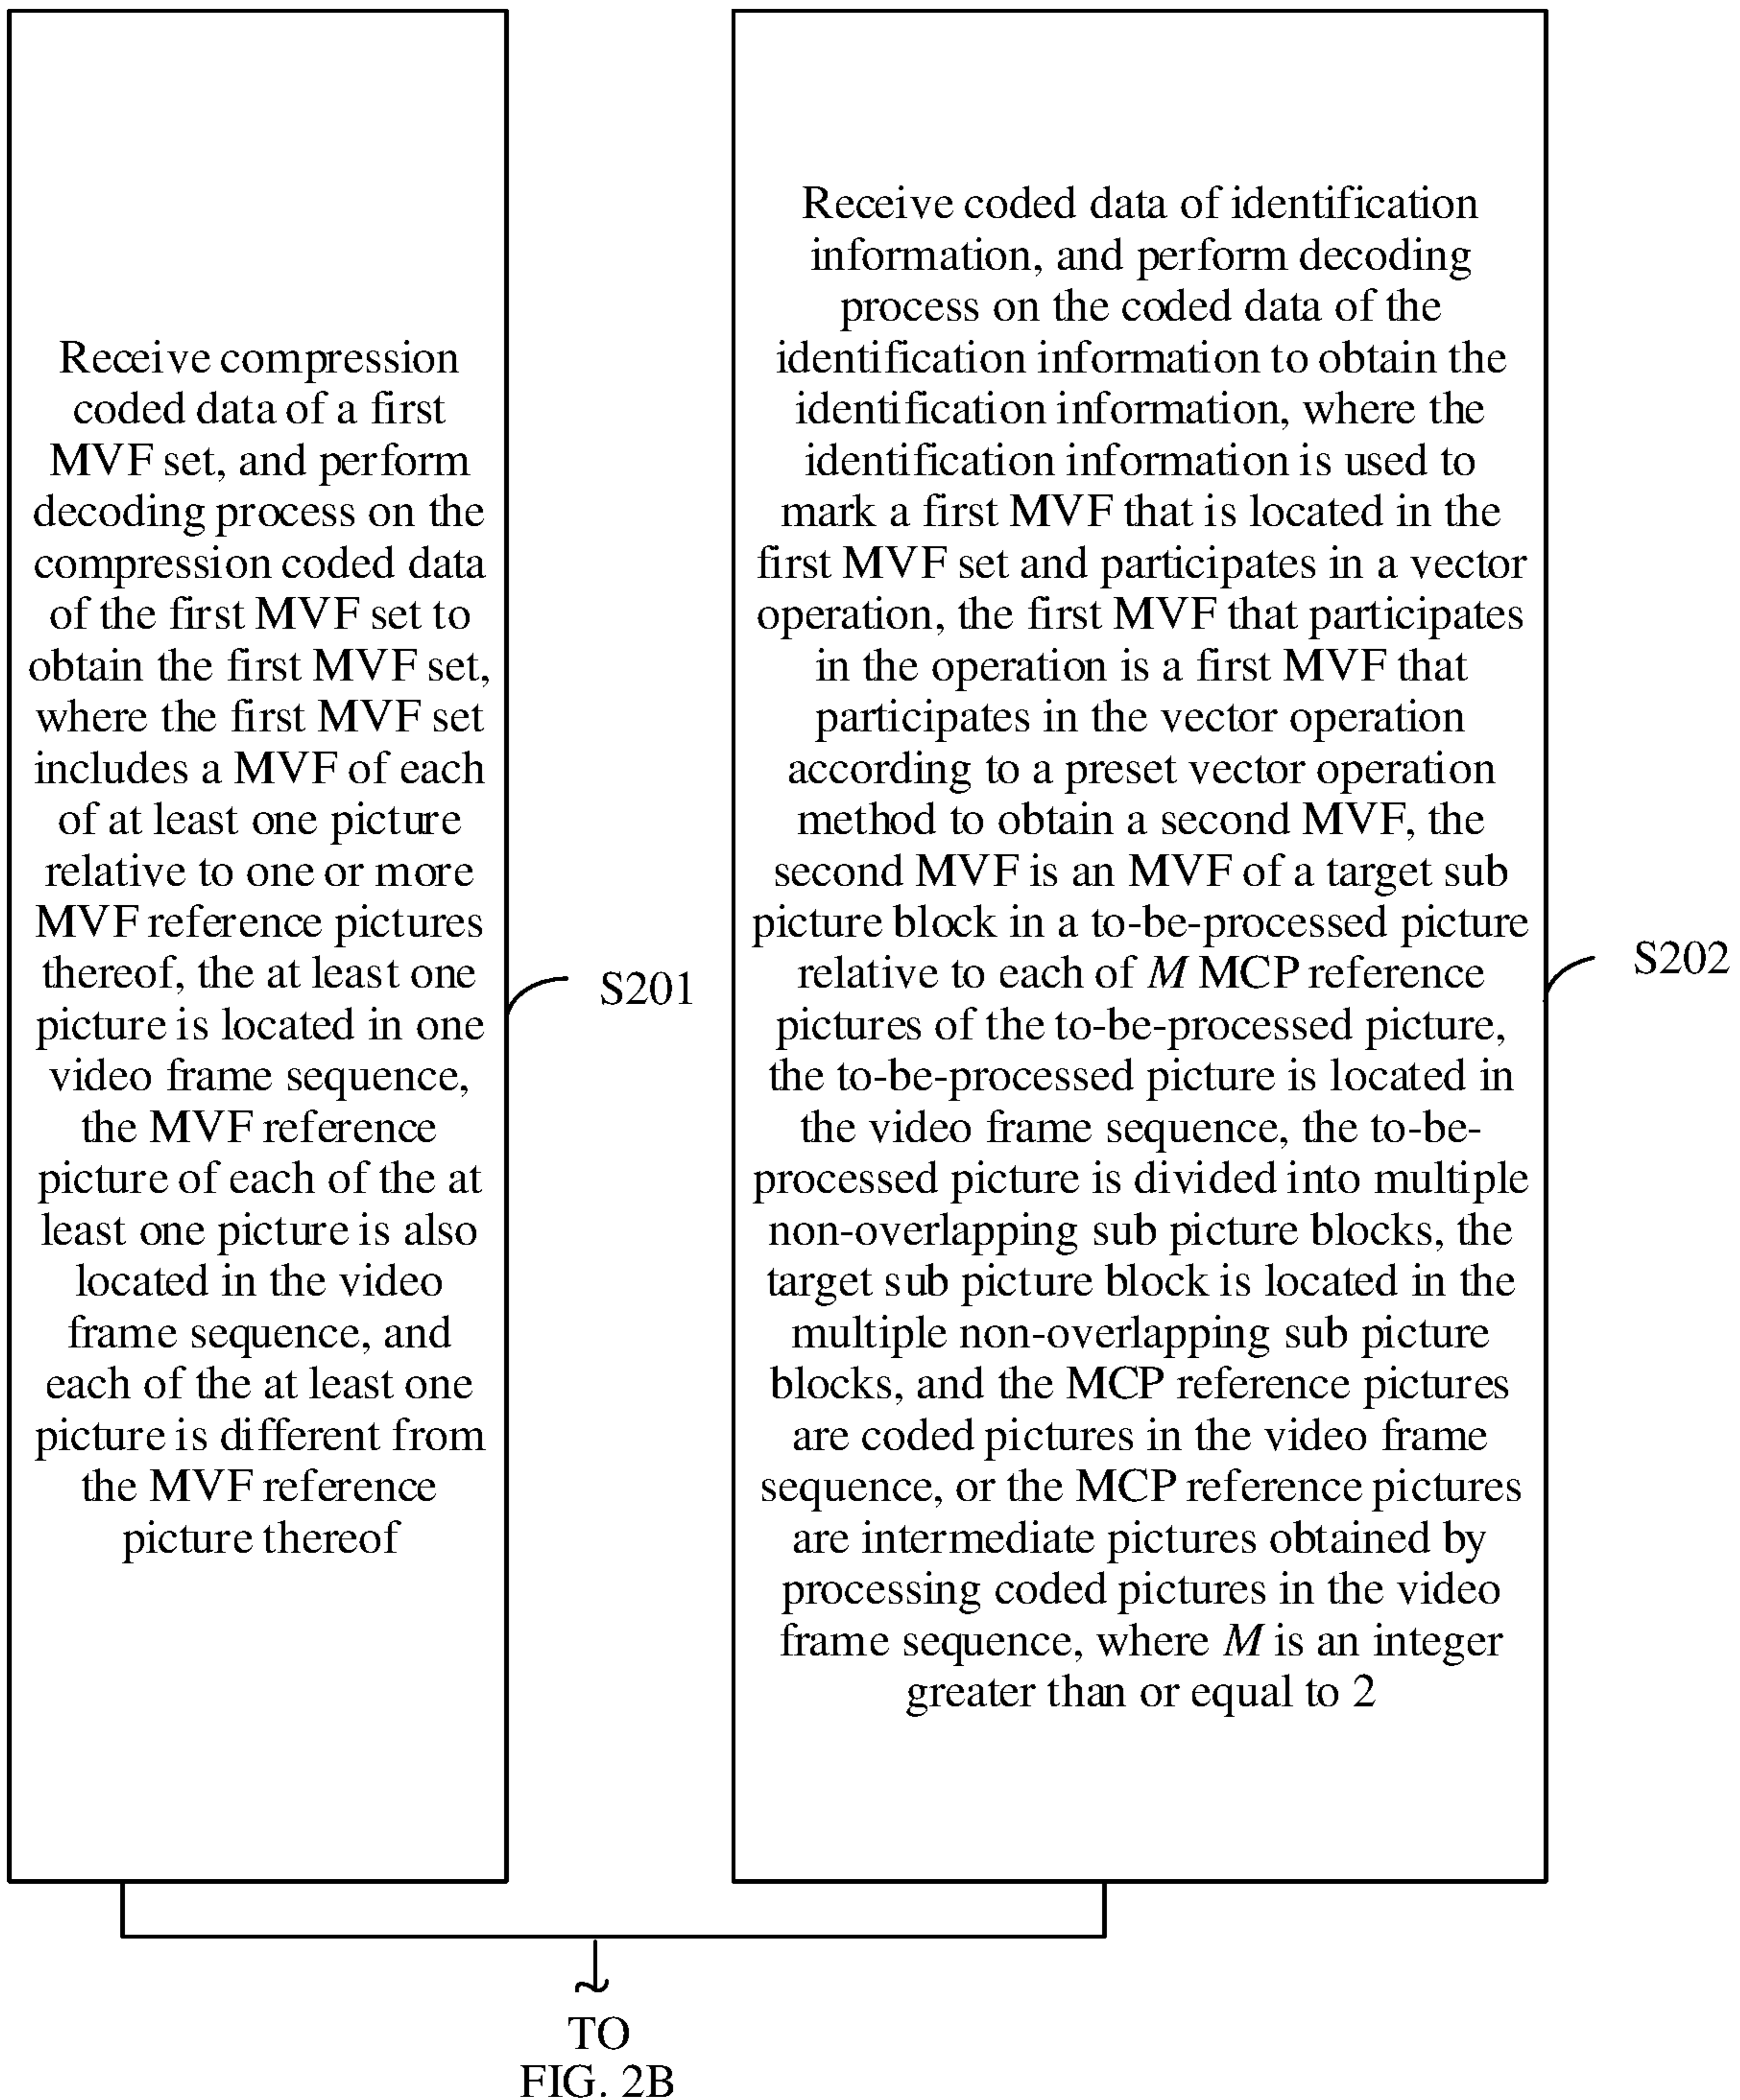 Receive compression
coded data of a first
MVF set, and perform
decoding process on the
compression coded data
of the first MVF set to
obtain the first MVF set,
where the first MVF set
includes a MVF of each
of at least one picture
relative to one or more
MVF reference pictures
thereof, the at least one
picture is located in one
video frame sequence,
the MVF reference
picture of each of the at
least one picture is also
located in the video
frame sequence, and
each of the at least one
picture is different from
the MVF reference
picture thereof
S201
Receive coded data of identification
information, and perform decoding
process on the coded data of the
identification information to obtain the
identification information, where the
identification information is used to
mark a first MVF that is located in the
first MVF set and participates in a vector
operation, the first MVF that participates
in the operation is a first MVF that
participates in the vector operation
according to a preset vector operation
method to obtain a second MVF, the
second MVF is an MVF of a target sub
picture block in a to-be-processed picture
relative to each of M MCP reference
pictures of the to-be-processed picture,
the to-be-processed picture is located in
the video frame sequence, the to-be-
processed picture is divided into multiple
non-overlapping sub picture blocks, the
target sub picture block is located in the
multiple non-overlapping sub picture
blocks, and the MCP reference pictures
are coded pictures in the video frame
sequence, or the MCP reference pictures
are intermediate pictures obtained by
processing coded pictures in the video
frame sequence, where M is an integer
greater than or equal to 2
S202
TO
FIG. 2B